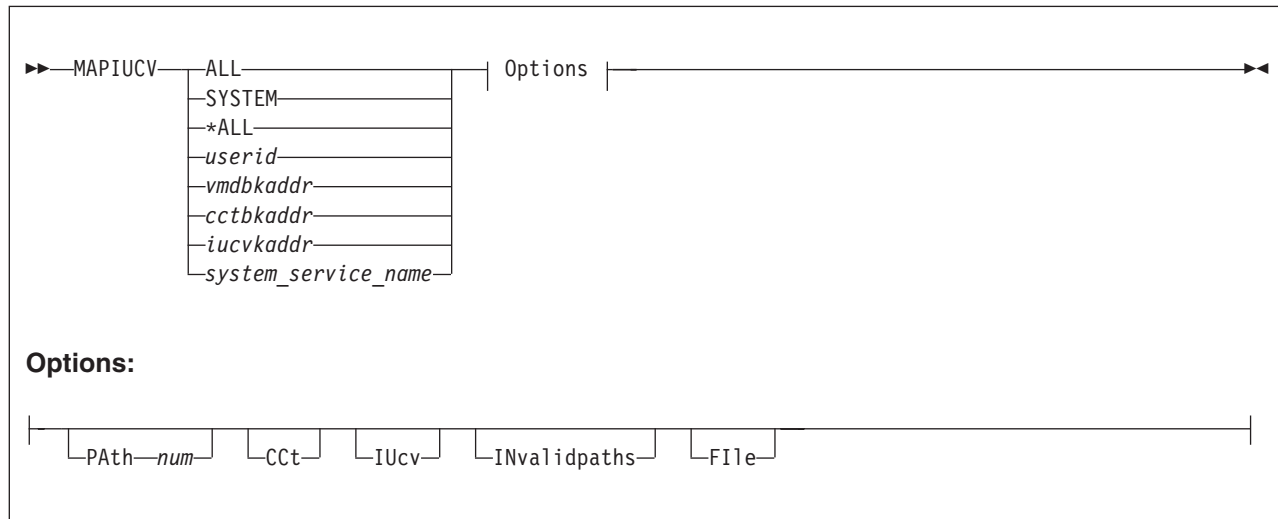 MAPIUCV ALL Options
SYSTEM
*ALL
userid
vmdbkaddr
cctbkaddr
iucvkaddr
system_service_name
Options:
PAth num CCt IUcv INvalidpaths FIle